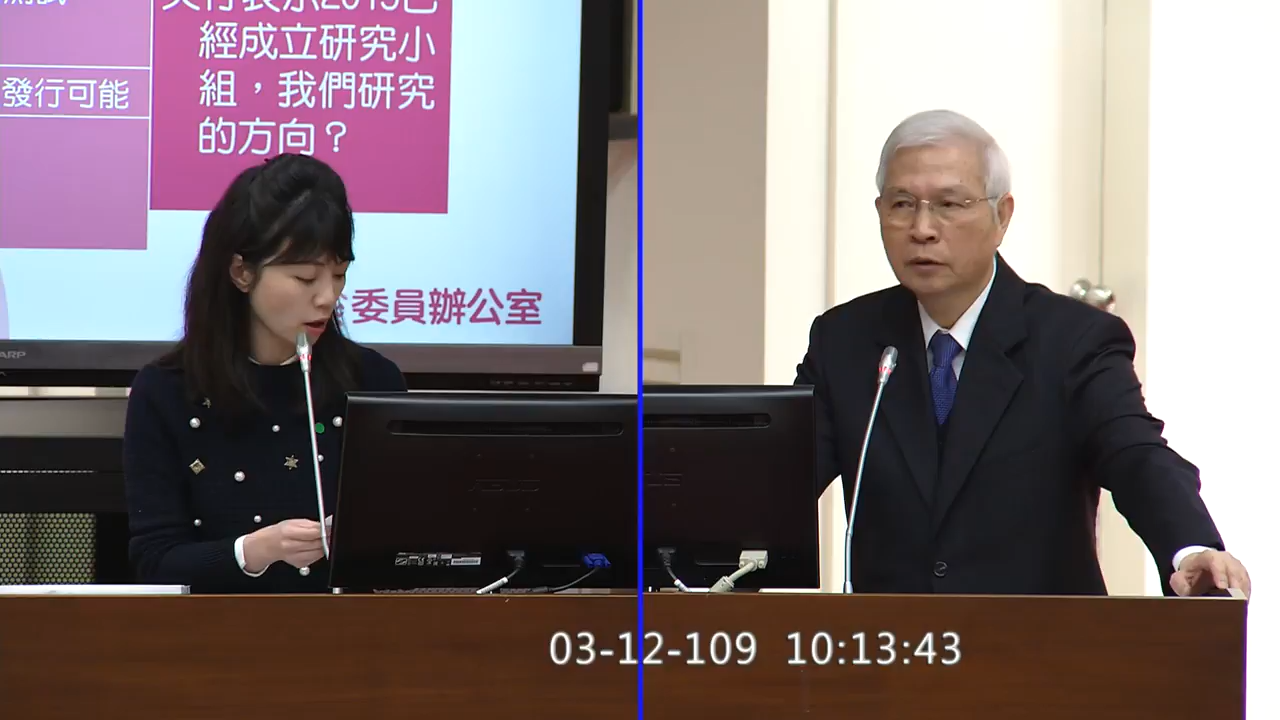 發行可能
經成立研究小
組，我們研究
的方向？
委員辦公室
03-12-109 10:13:43